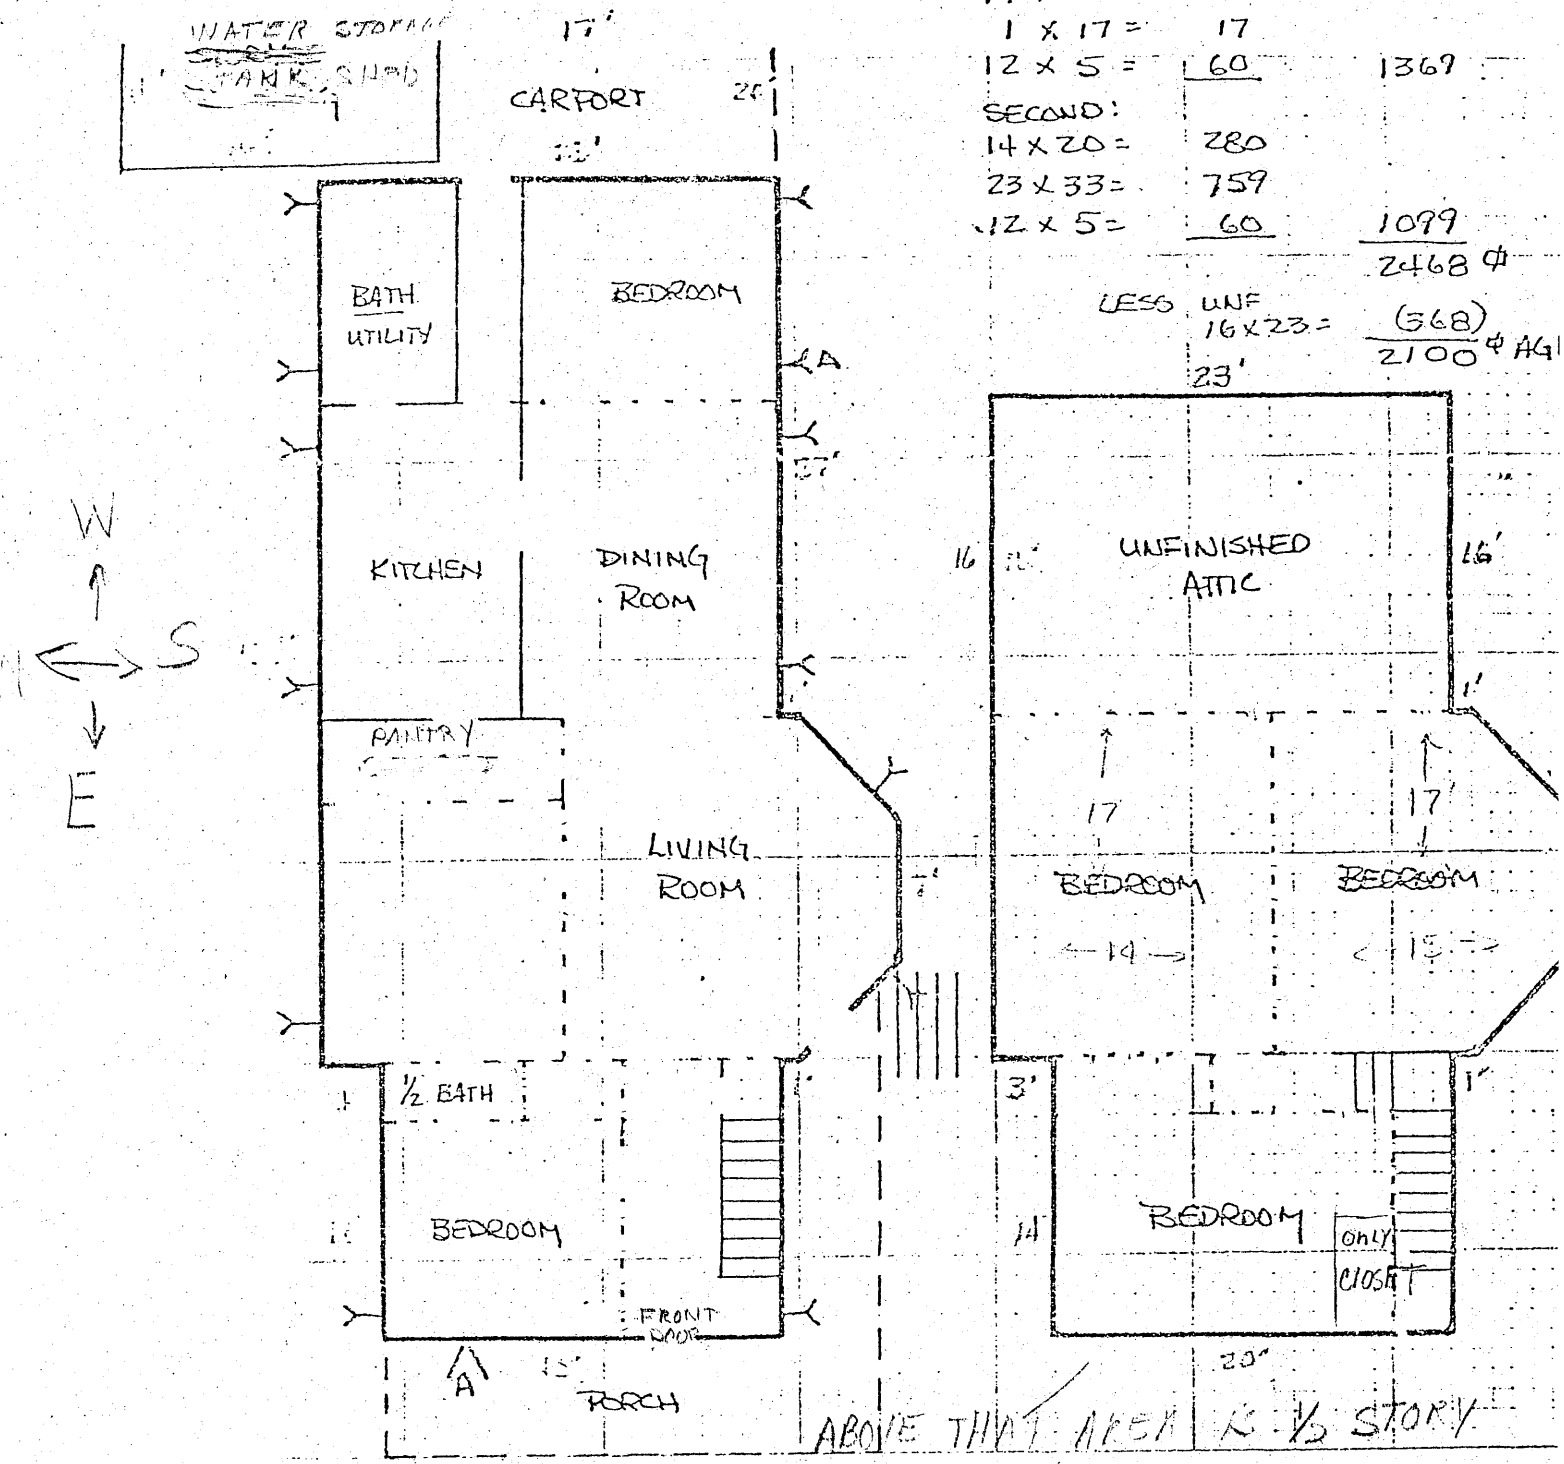 WATER STORAGE
TANK SHED
17'
CARPORT
1 x 17 = 17
12 x 5 = 60 1369
SECOND:
14 x 20 = 280
23 x 33 = 759
12 x 5 = 60 1099
2468
LESS UNF
16 x 23 = (368)
2100
23'
BATH
UTILITY
BEDROOM
A
W
S
E
KITCHEN
DINING
ROOM
16
UNFINISHED
ATTIC
16'
1'
PANTRY
17
17'
LIVING
ROOM
7'
BEDROOM
BEDROOM
14
15
½ BATH
3'
1'
BEDROOM
14
BEDROOM
ONLY
CLOSET
FRONT
DOOR
A
PORCH
20'
ABOVE THAT AREA IS ½ STORY